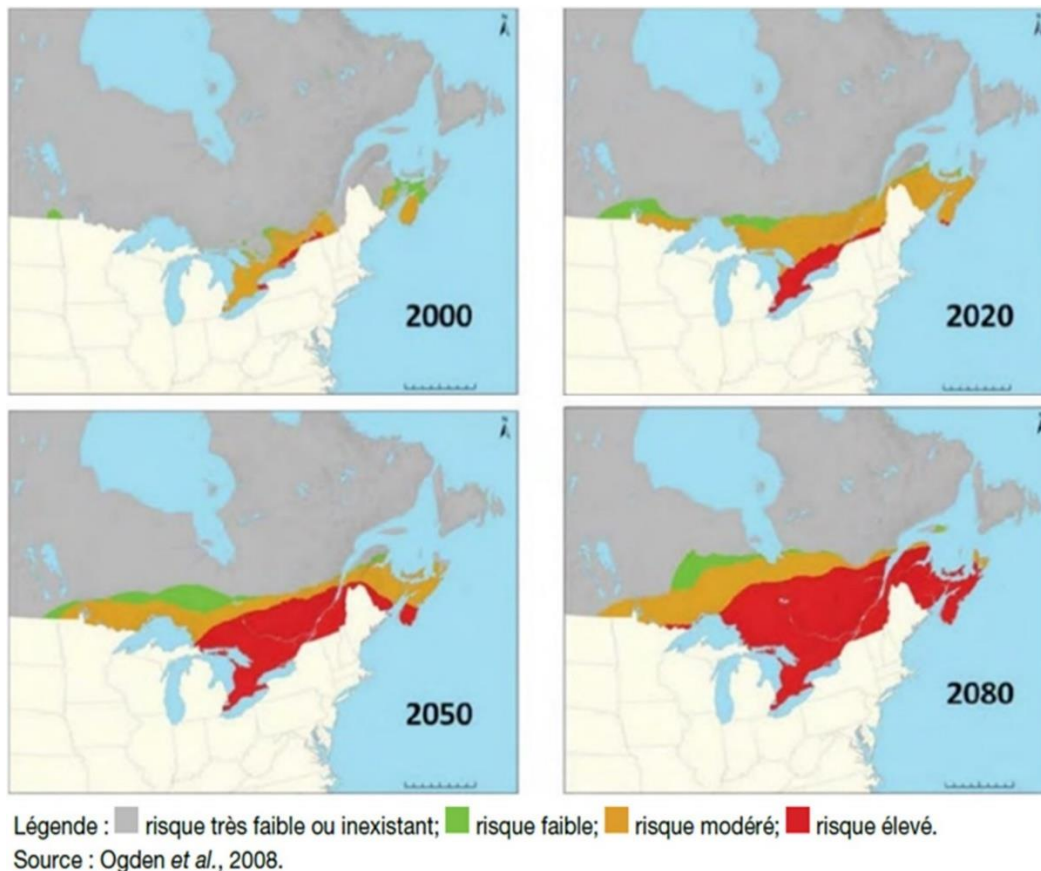 2000
2020
2050
2080
Légende : risque très faible ou inexistant; risque faible; risque modéré; risque élevé.
Source : Ogden et al., 2008.